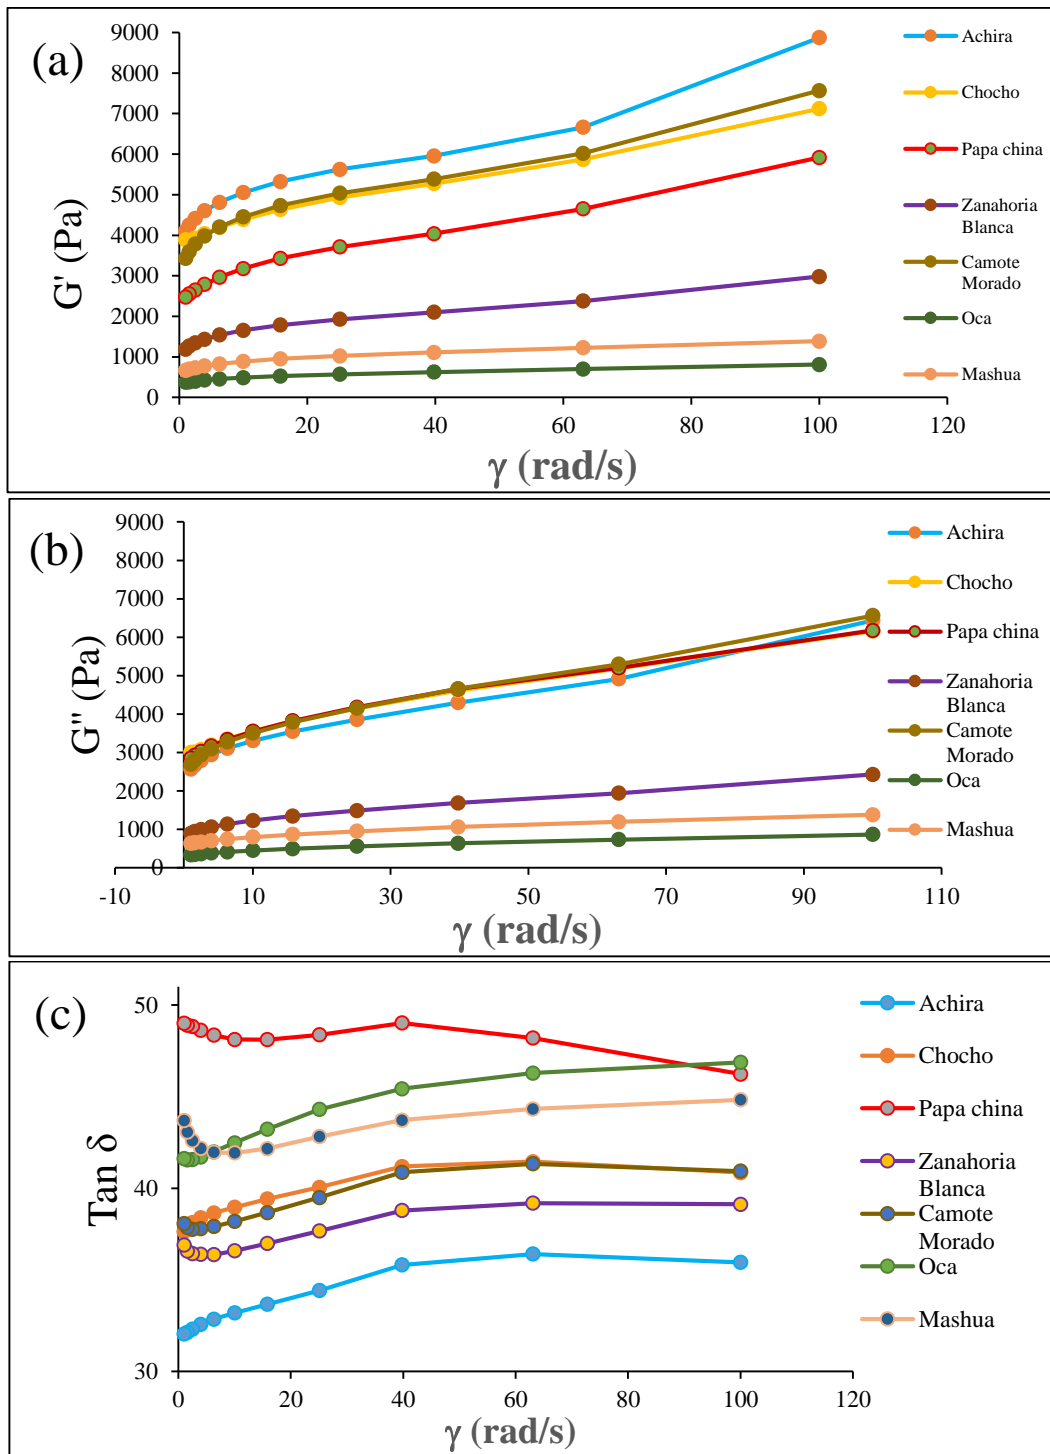 (a)
G' (Pa)
9000
8000
7000
6000
5000
4000
3000
2000
1000
0
0 20 40 60 80 100 120
γ (rad/s)
Achira
Chocho
Papa china
Zanahoria
Blanca
Camote
Morado
Oca
Mashua
(b)
G'' (Pa)
9000
8000
7000
6000
5000
4000
3000
2000
1000
0
-10 10 30 50 70 90 110
γ (rad/s)
Achira
Chocho
Papa china
Zanahoria
Blanca
Camote
Morado
Oca
Mashua
(c)
Tan δ
50
40
30
0 20 40 60 80 100 120
γ (rad/s)
Achira
Chocho
Papa china
Zanahoria
Blanca
Camote
Morado
Oca
Mashua